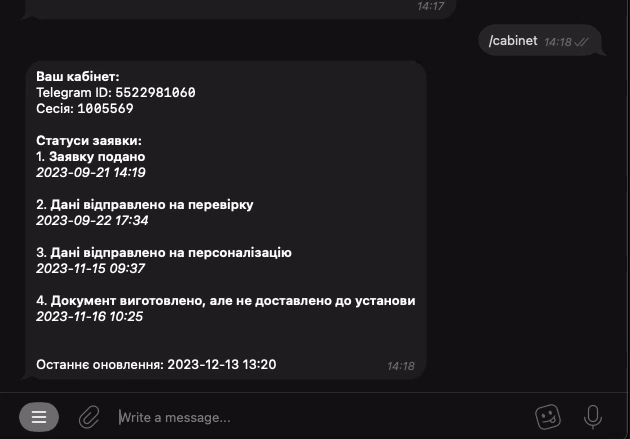 14:17
/cabinet 14:18
Ваш кабінет:
Telegram ID: 5522981060
Сесія: 1005569
Статуси заявки:
1. Заявку подано
2023-09-21 14:19
2. Дані відправлено на перевірку
2023-09-22 17:34
3. Дані відправлено на персоналізацію
2023-11-15 09:37
4. Документ виготовлено, але не доставлено до установи
2023-11-16 10:25
Останнє оновлення: 2023-12-13 13:20 14:18
Write a message...